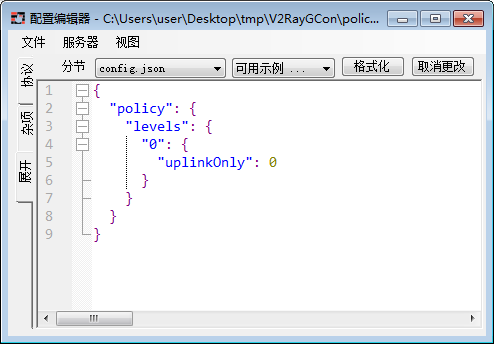 配置编辑器 - C:\Users\user\Desktop\tmp\V2RayGCon\polic...
文件 服务器 视图
协议
杂项
展开
分节 config.json 可用示例 ... 格式化 取消更改
1 {
2   "policy": {
3     "levels": {
4       "0": {
5         "uplinkOnly": 0
6       }
7     }
8   }
9 }